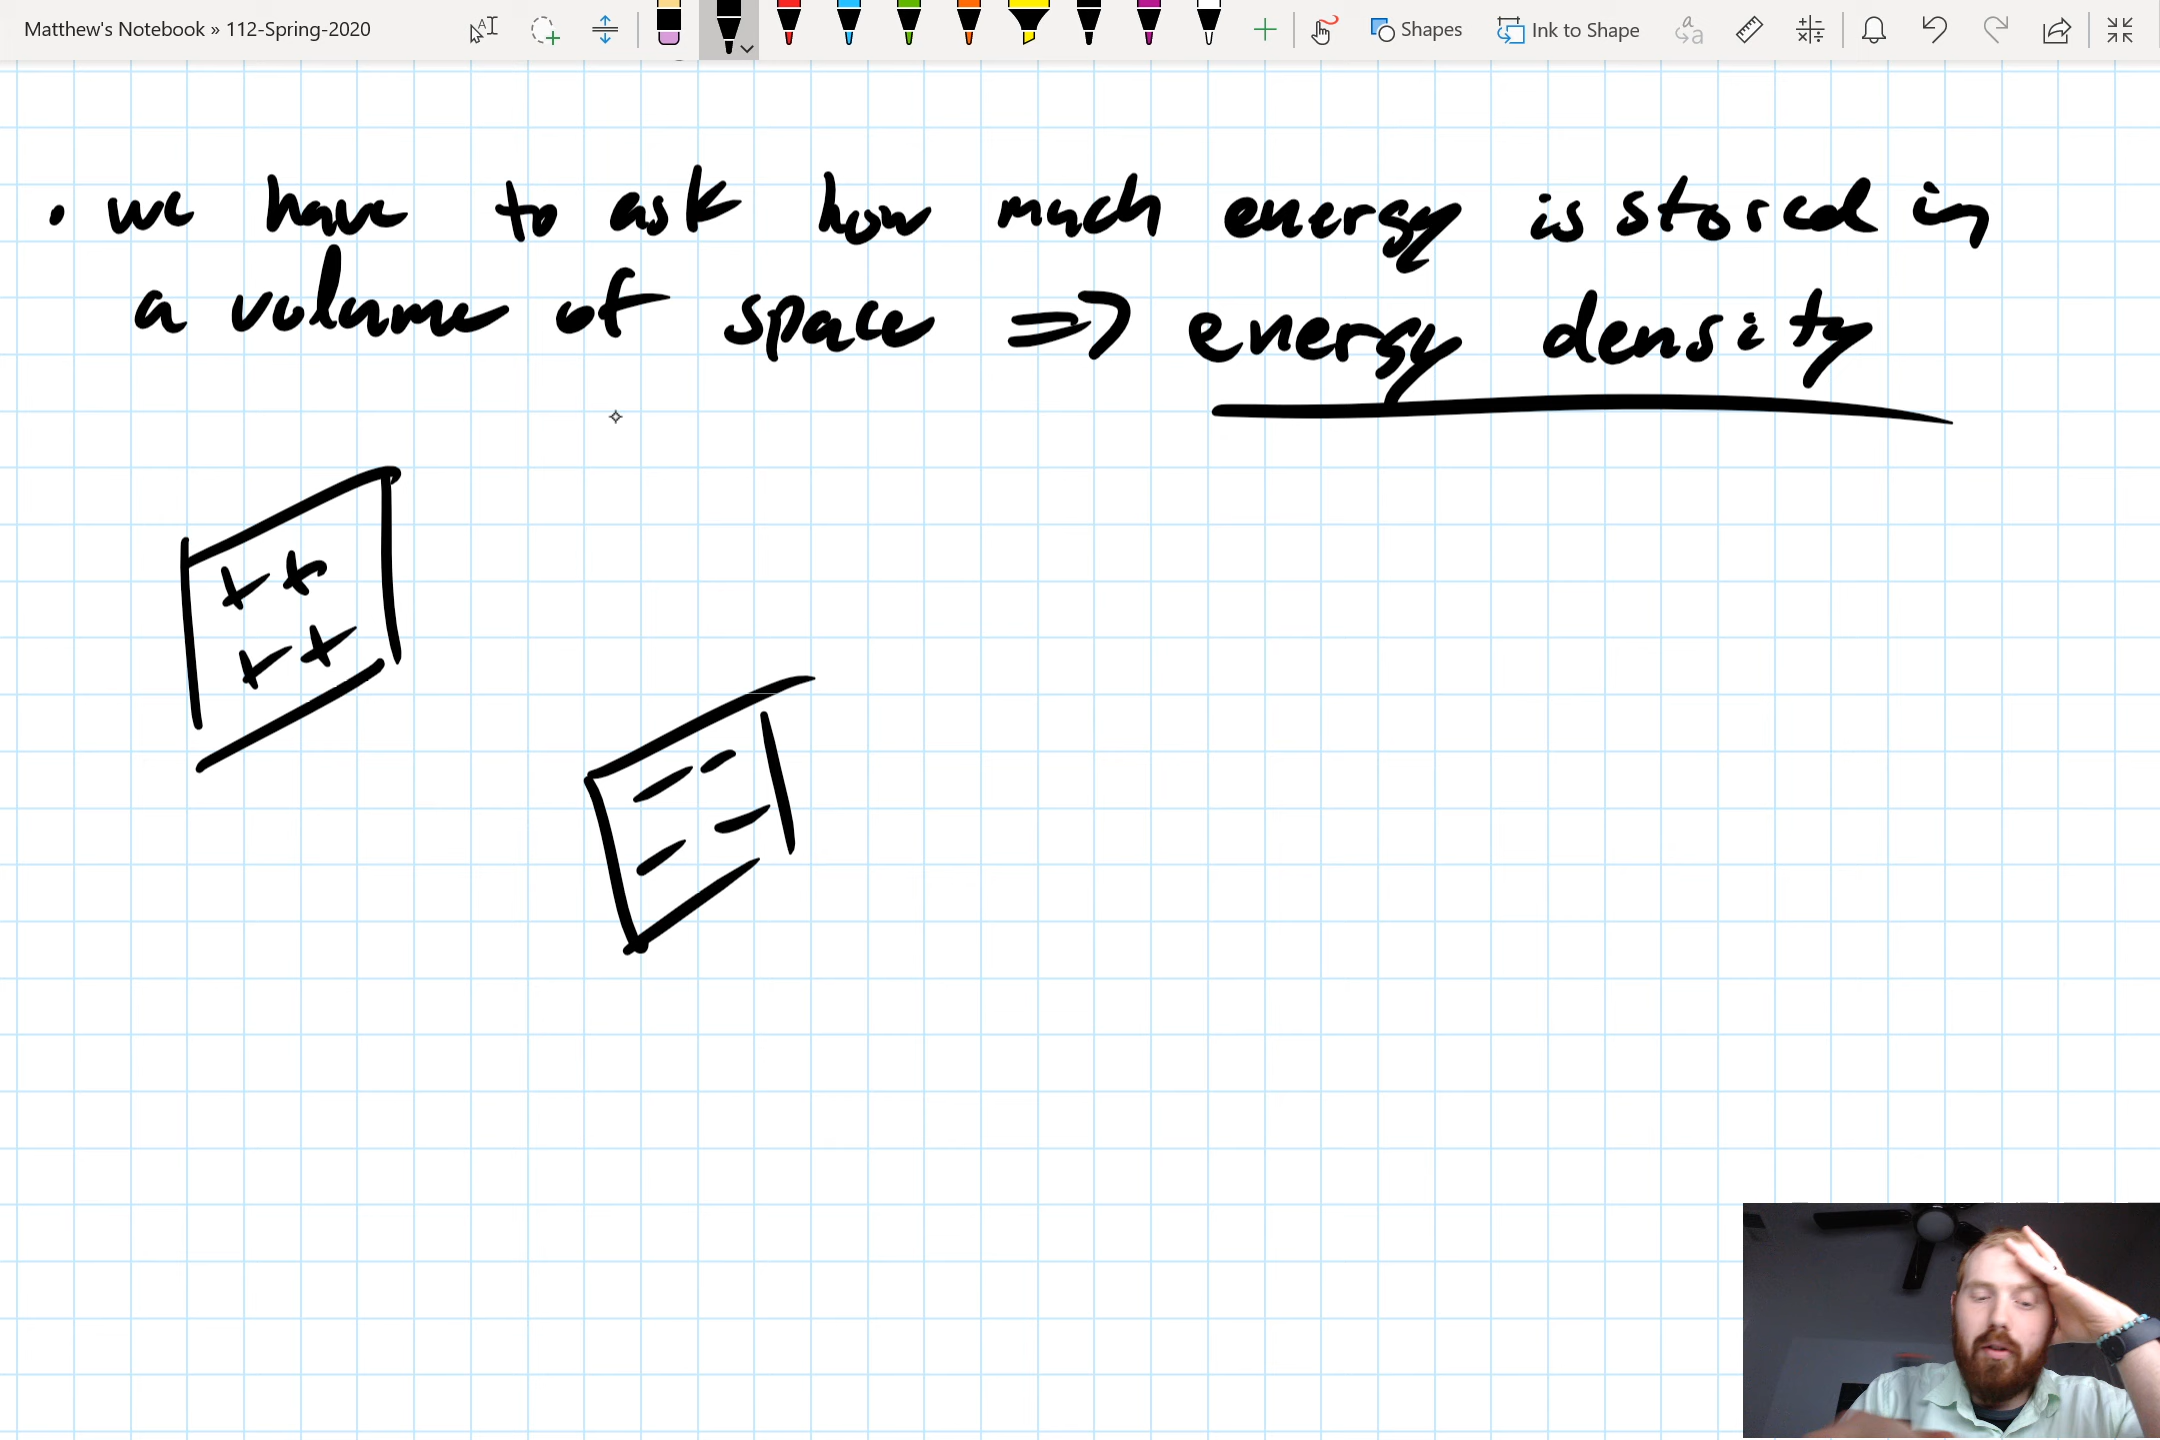 Matthew's Notebook » 112-Spring-2020
Shapes
Ink to Shape
· we have to ask how much energy is stored in
a volume of space => energy density
++
++
--
--